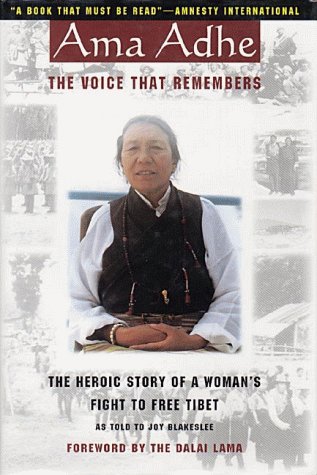 "A BOOK THAT MUST BE READ"—AMNESTY INTERNATIONAL
Ama Adhe
THE VOICE THAT REMEMBERS
THE HEROIC STORY OF A WOMAN'S
FIGHT TO FREE TIBET
AS TOLD TO JOY BLAKESLEE
FOREWORD BY THE DALAI LAMA